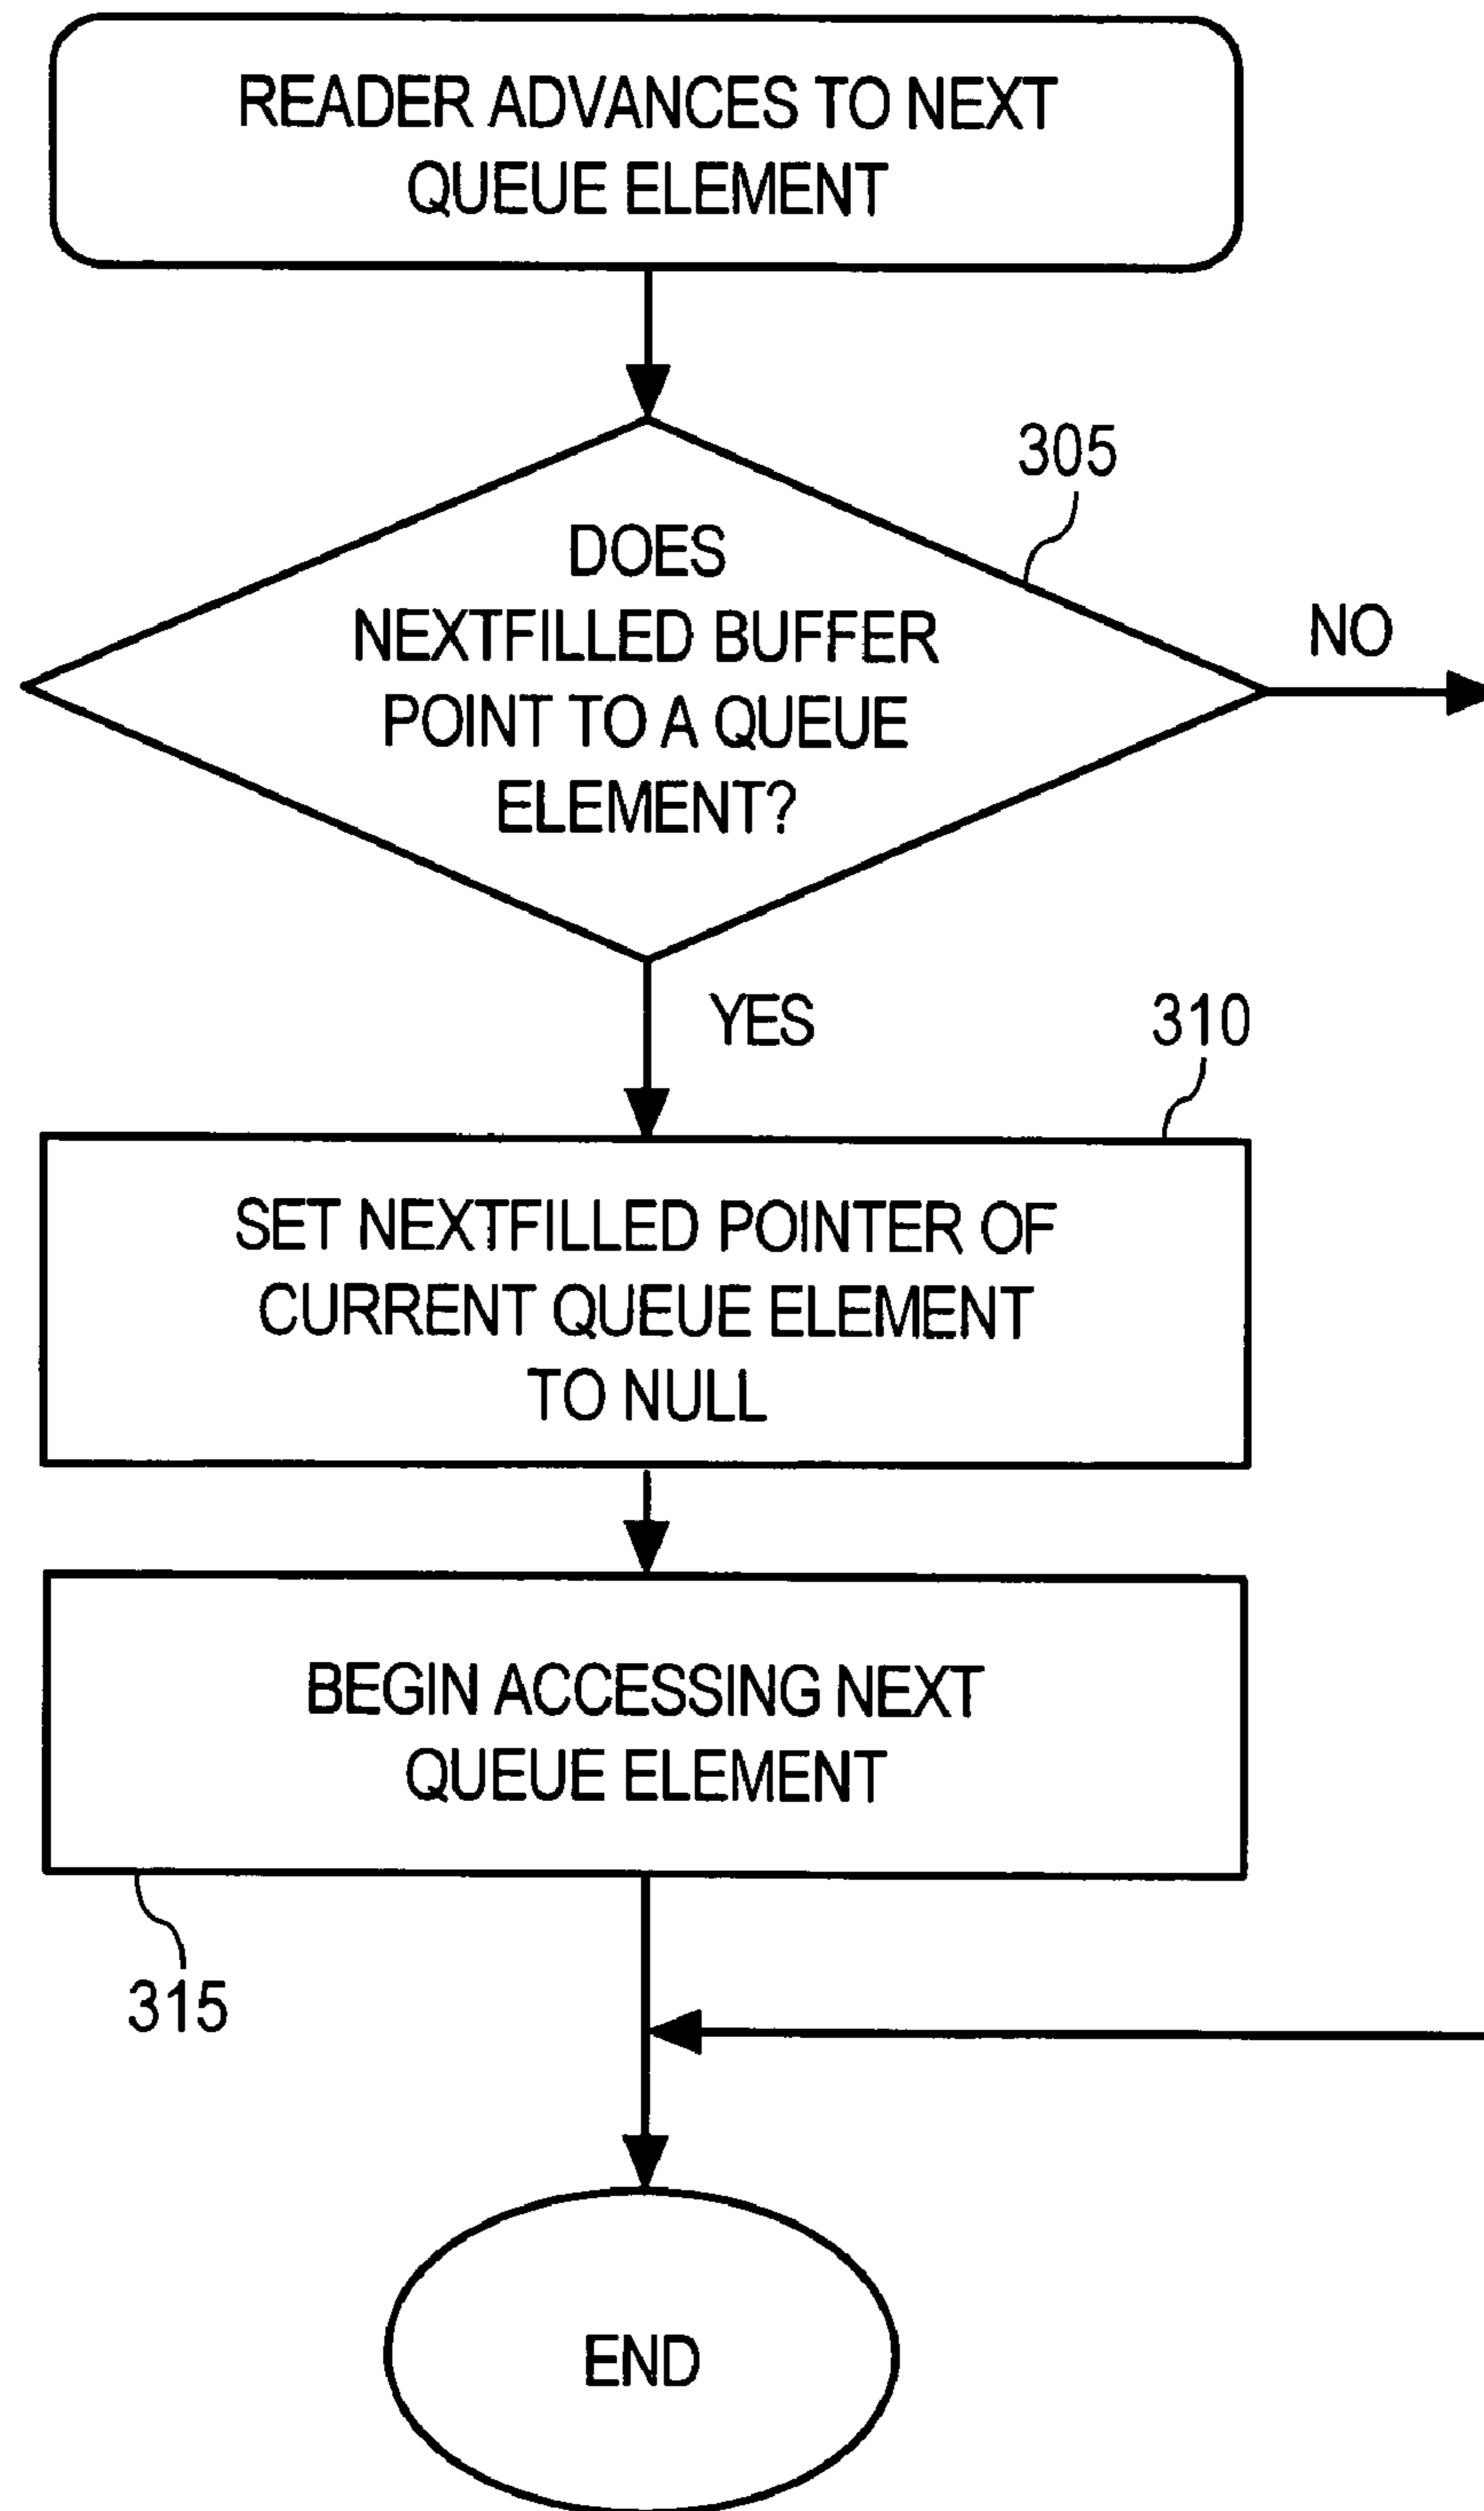 READER ADVANCES TO NEXT
QUEUE ELEMENT
305
DOES
NEXTFILLED BUFFER
POINT TO A QUEUE
ELEMENT?
NO
YES
310
SET NEXTFILLED POINTER OF
CURRENT QUEUE ELEMENT
TO NULL
BEGIN ACCESSING NEXT
QUEUE ELEMENT
315
END